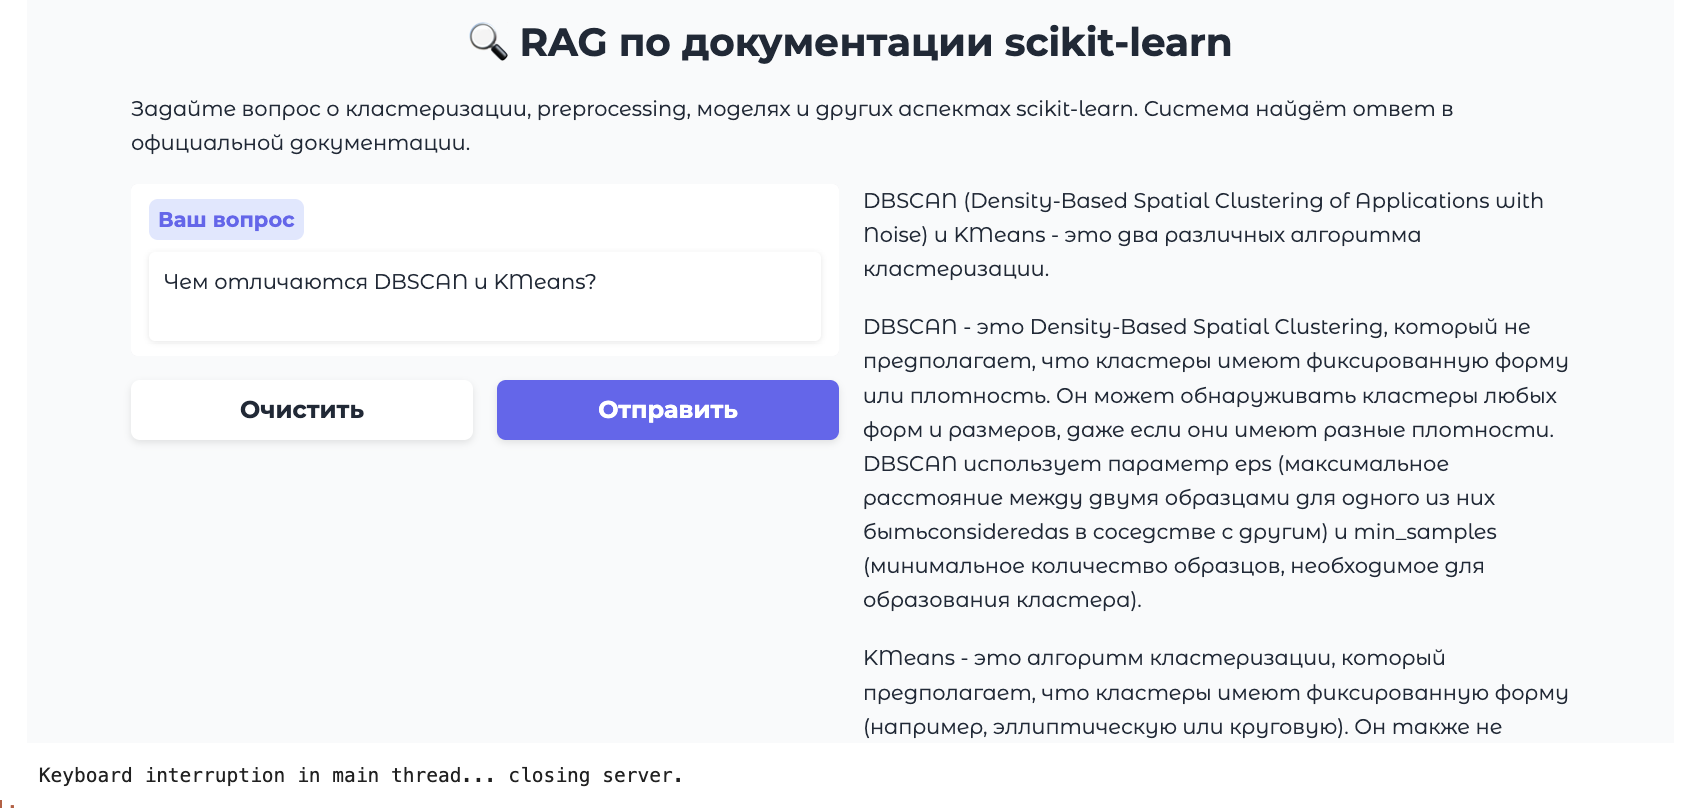 🔍 RAG по документации scikit-learn
Задайте вопрос о кластеризации, preprocessing, моделях и других аспектах scikit-learn. Система найдёт ответ в
официальной документации.
Ваш вопрос
Чем отличаются DBSCAN и KMeans?
Очистить
Отправить
DBSCAN (Density-Based Spatial Clustering of Applications with
Noise) и KMeans - это два различных алгоритма
кластеризации.
DBSCAN - это Density-Based Spatial Clustering, который не
предполагает, что кластеры имеют фиксированную форму
или плотность. Он может обнаруживать кластеры любых
форм и размеров, даже если они имеют разные плотности.
DBSCAN использует параметр eps (максимальное
расстояние между двумя образцами для одного из них
бытьconsideredas в соседстве с другим) и min_samples
(минимальное количество образцов, необходимое для
образования кластера).
KMeans - это алгоритм кластеризации, который
предполагает, что кластеры имеют фиксированную форму
(например, эллиптическую или круговую). Он также не
Keyboard interruption in main thread... closing server.